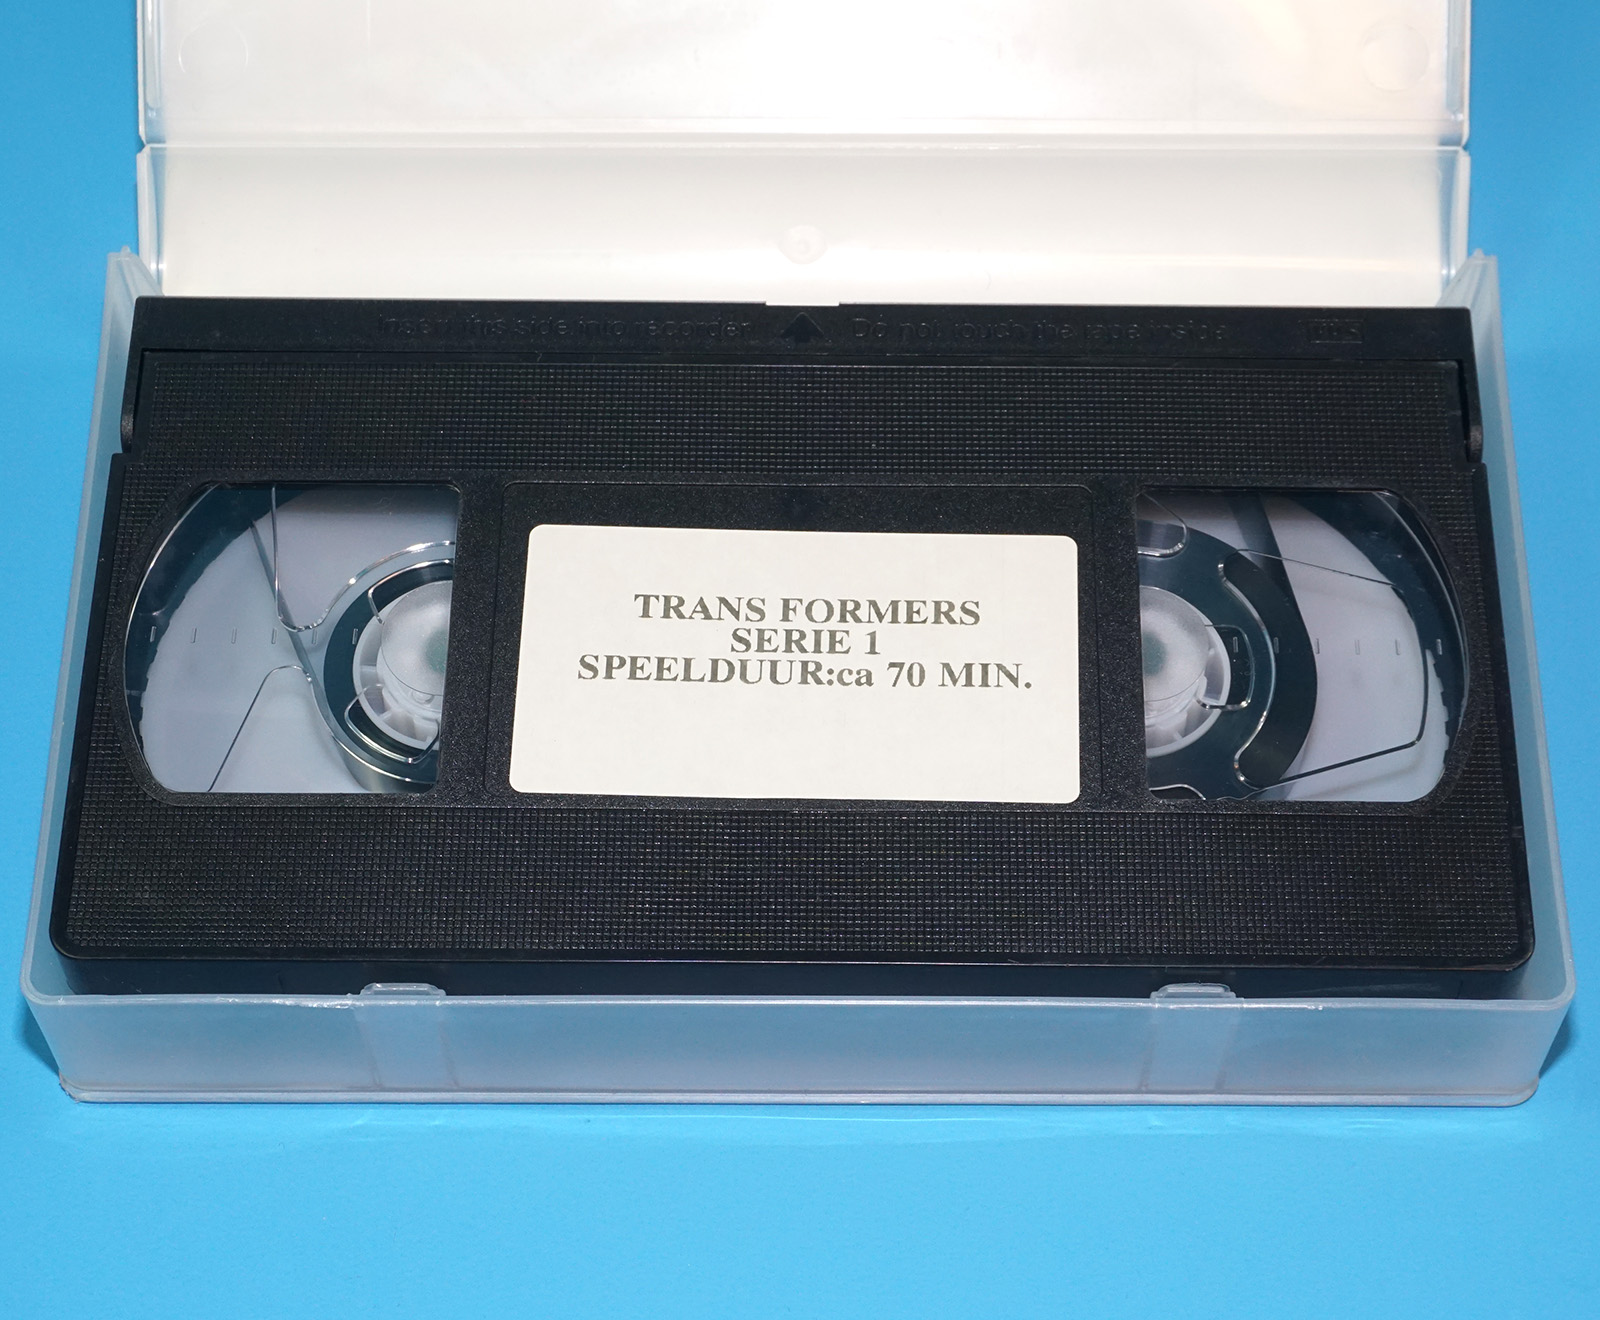 Insert this side into recorder Do not touch the tape inside VHS
TRANS FORMERS
SERIE 1
SPEELDUUR:ca 70 MIN.